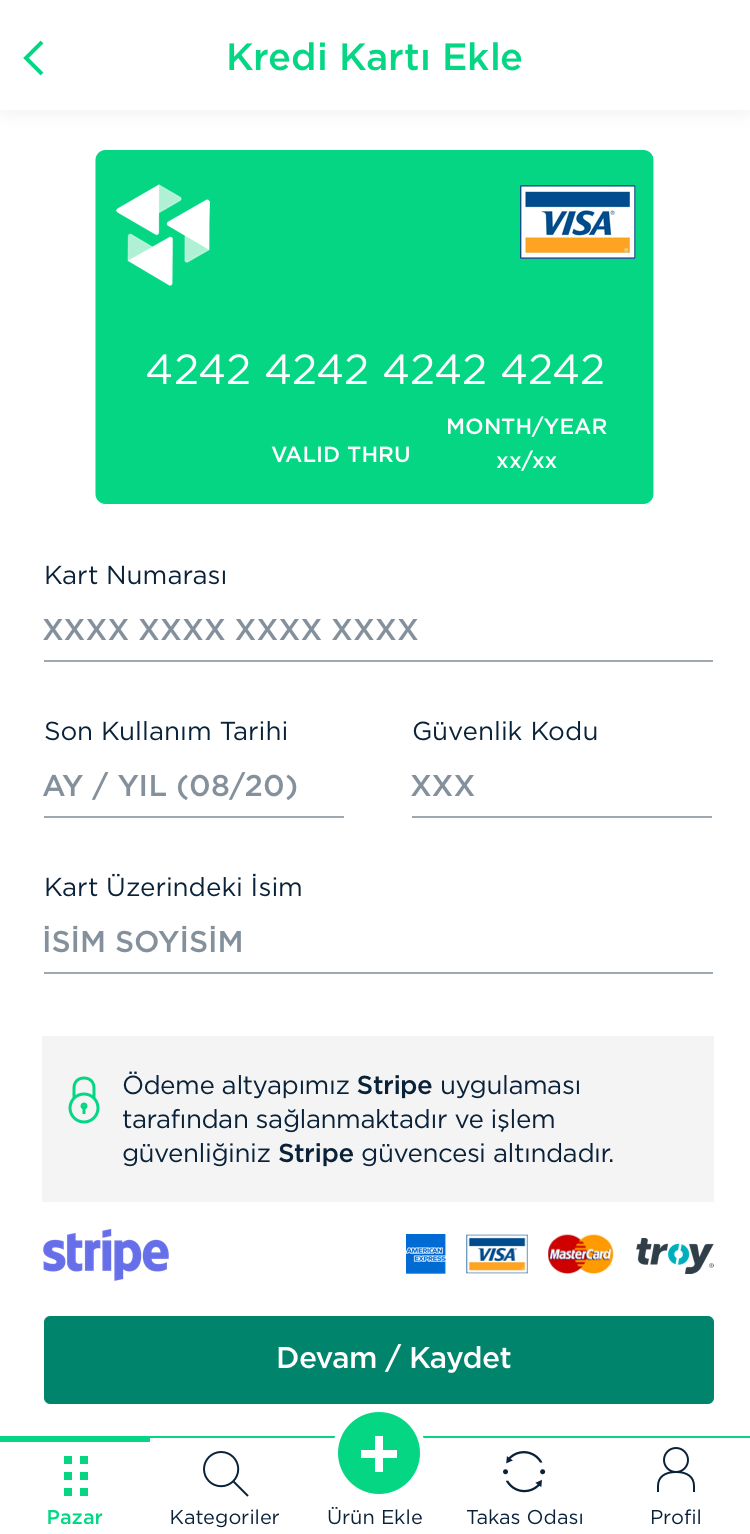 Kredi Kartı Ekle
VISA
4242 4242 4242 4242
MONTH/YEAR
VALID THRU
xx/xx
Kart Numarası
XXXX XXXX XXXX XXXX
Son Kullanım Tarihi
Güvenlik Kodu
AY / YIL (08/20)
XXX
Kart Üzerindeki İsim
İSİM SOYİSİM
Ödeme altyapımız Stripe uygulaması
tarafından sağlanmaktadır ve işlem
güvenliğiniz Stripe güvencesi altındadır.
stripe
AMERICAN
EXPRESS
VISA
MasterCard
troy
Devam / Kaydet
Pazar
Kategoriler
Ürün Ekle
Takas Odası
Profil